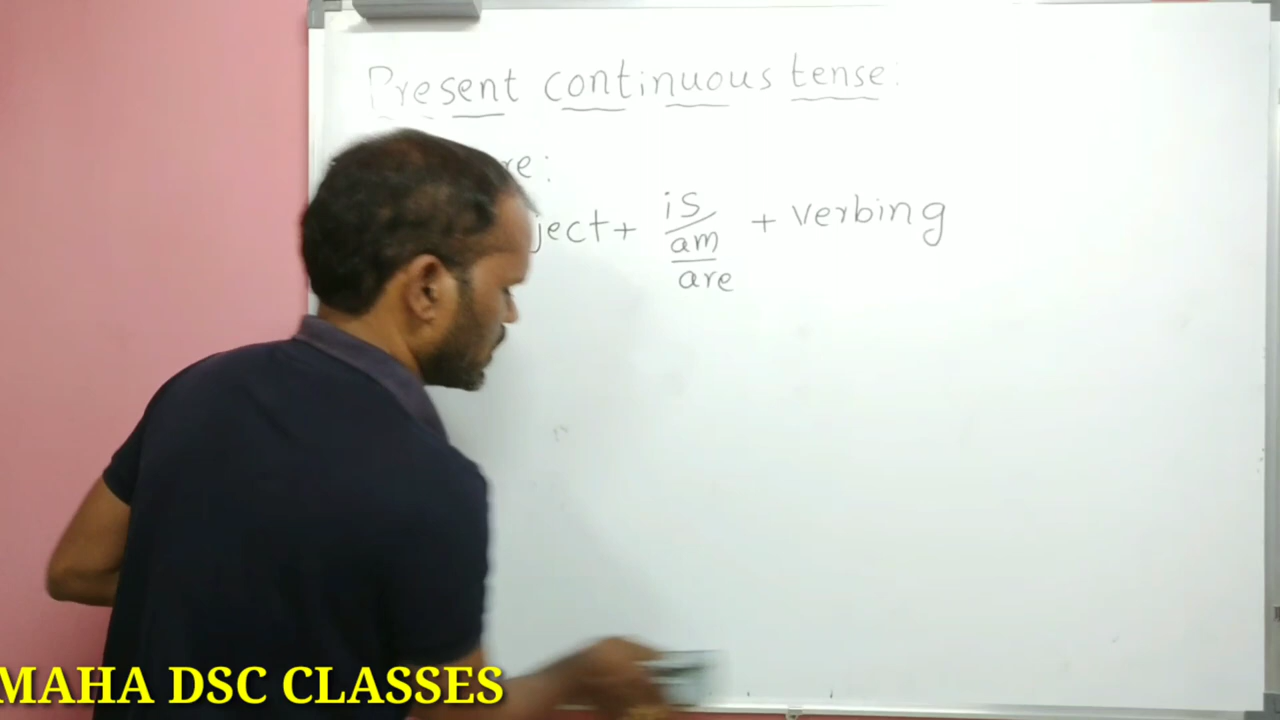 Present continuous tense:
re:
ject + is/am/are + verbing
MAHA DSC CLASSES